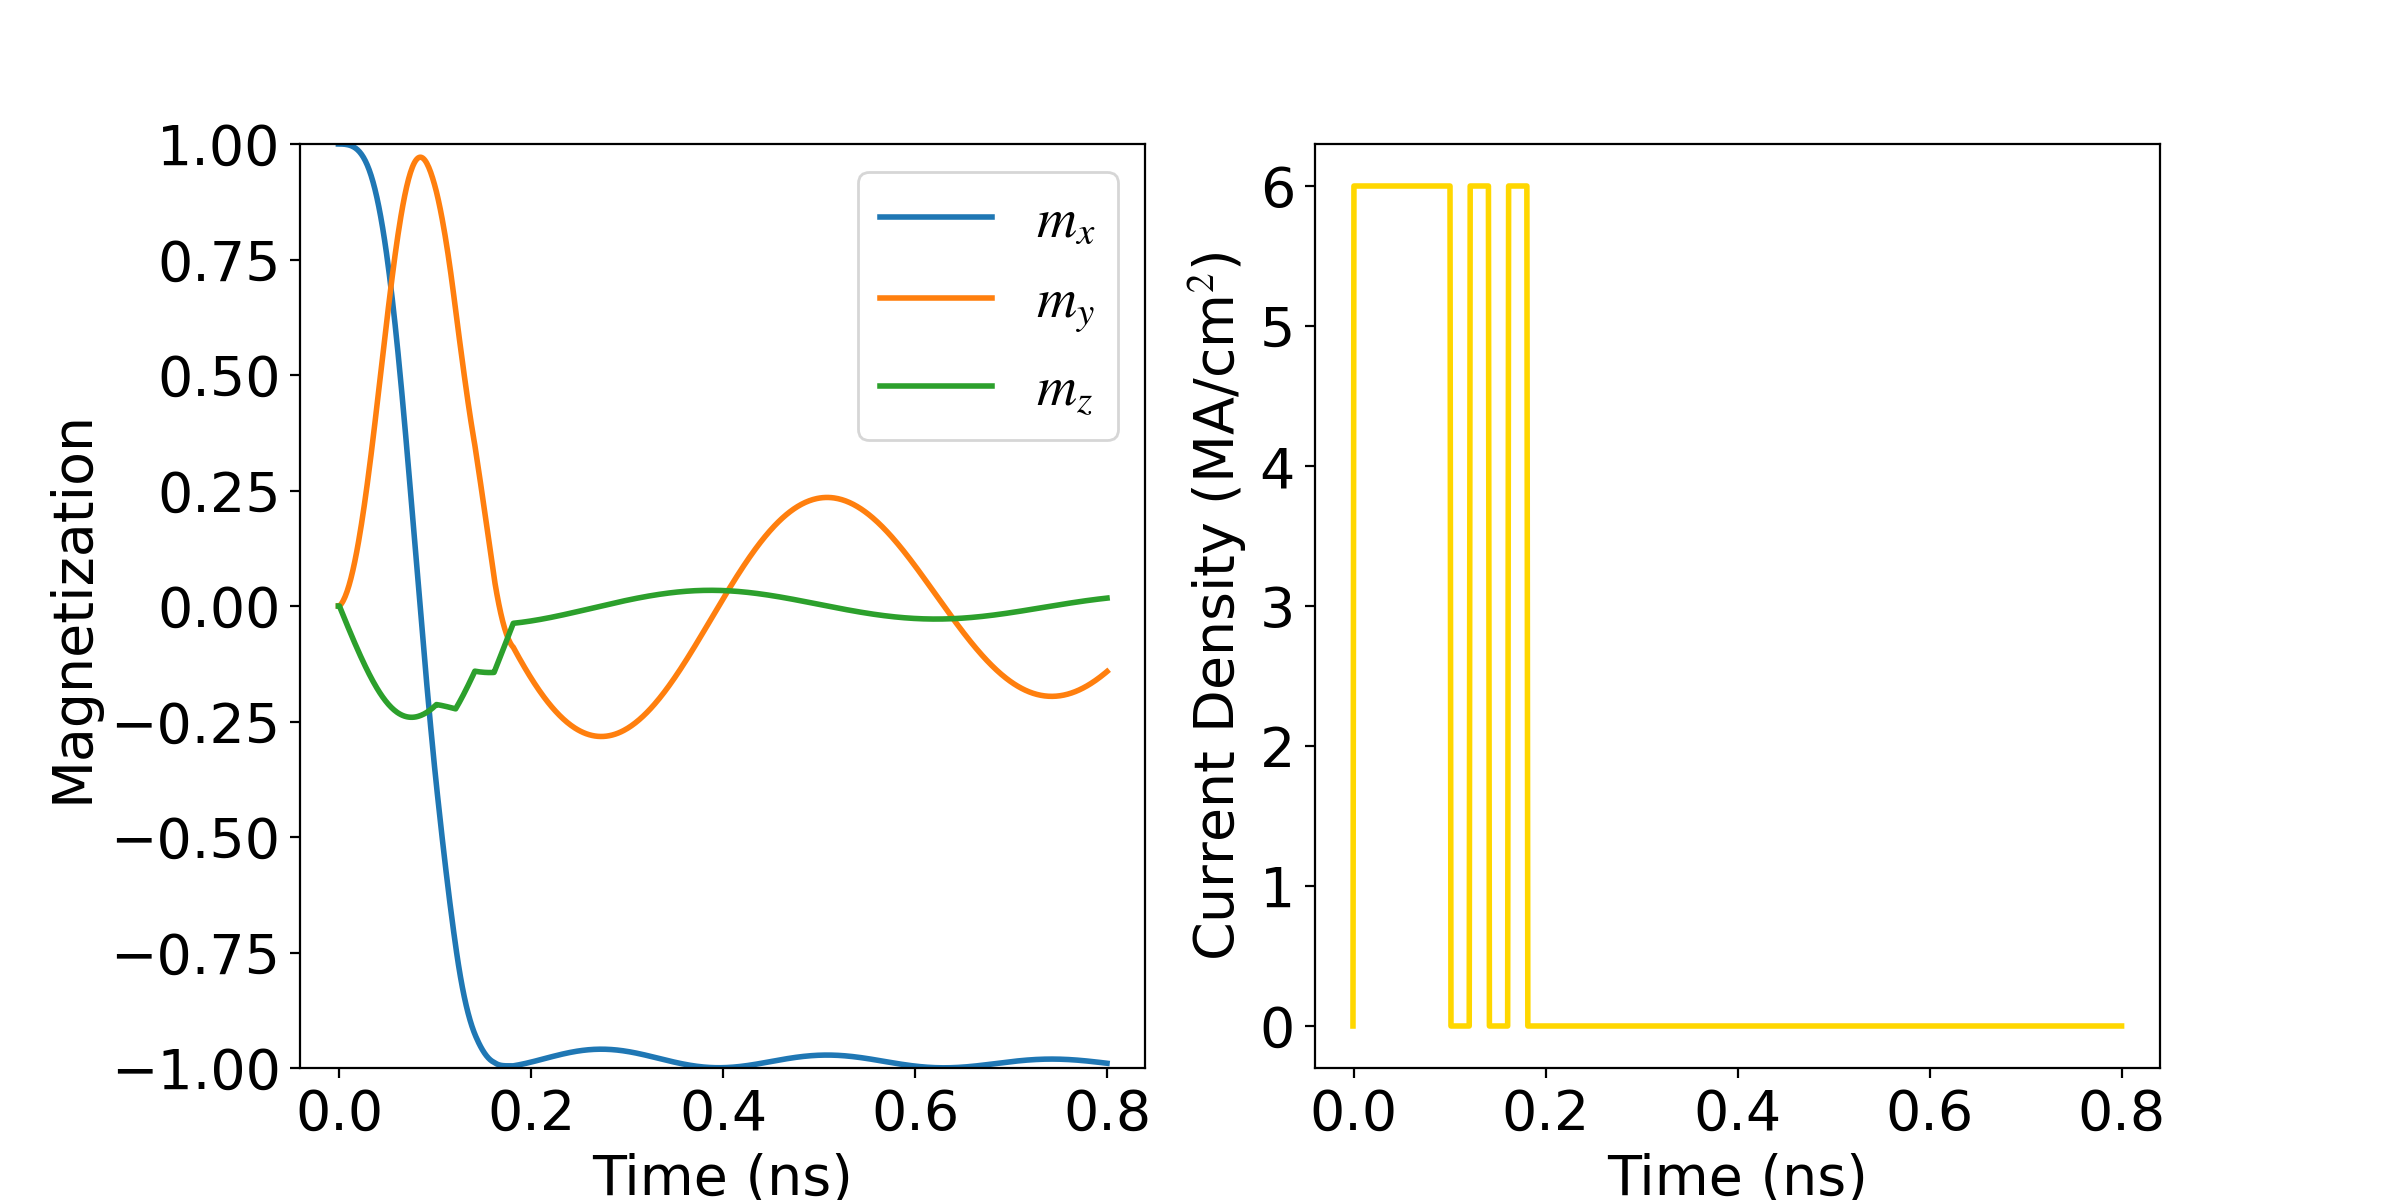 Magnetization
1.00
0.75
0.50
0.25
0.00
−0.25
−0.50
−0.75
−1.00
0.0 0.2 0.4 0.6 0.8
Time (ns)
m_x
m_y
m_z
Current Density (MA/cm²)
6
5
4
3
2
1
0
0.0 0.2 0.4 0.6 0.8
Time (ns)